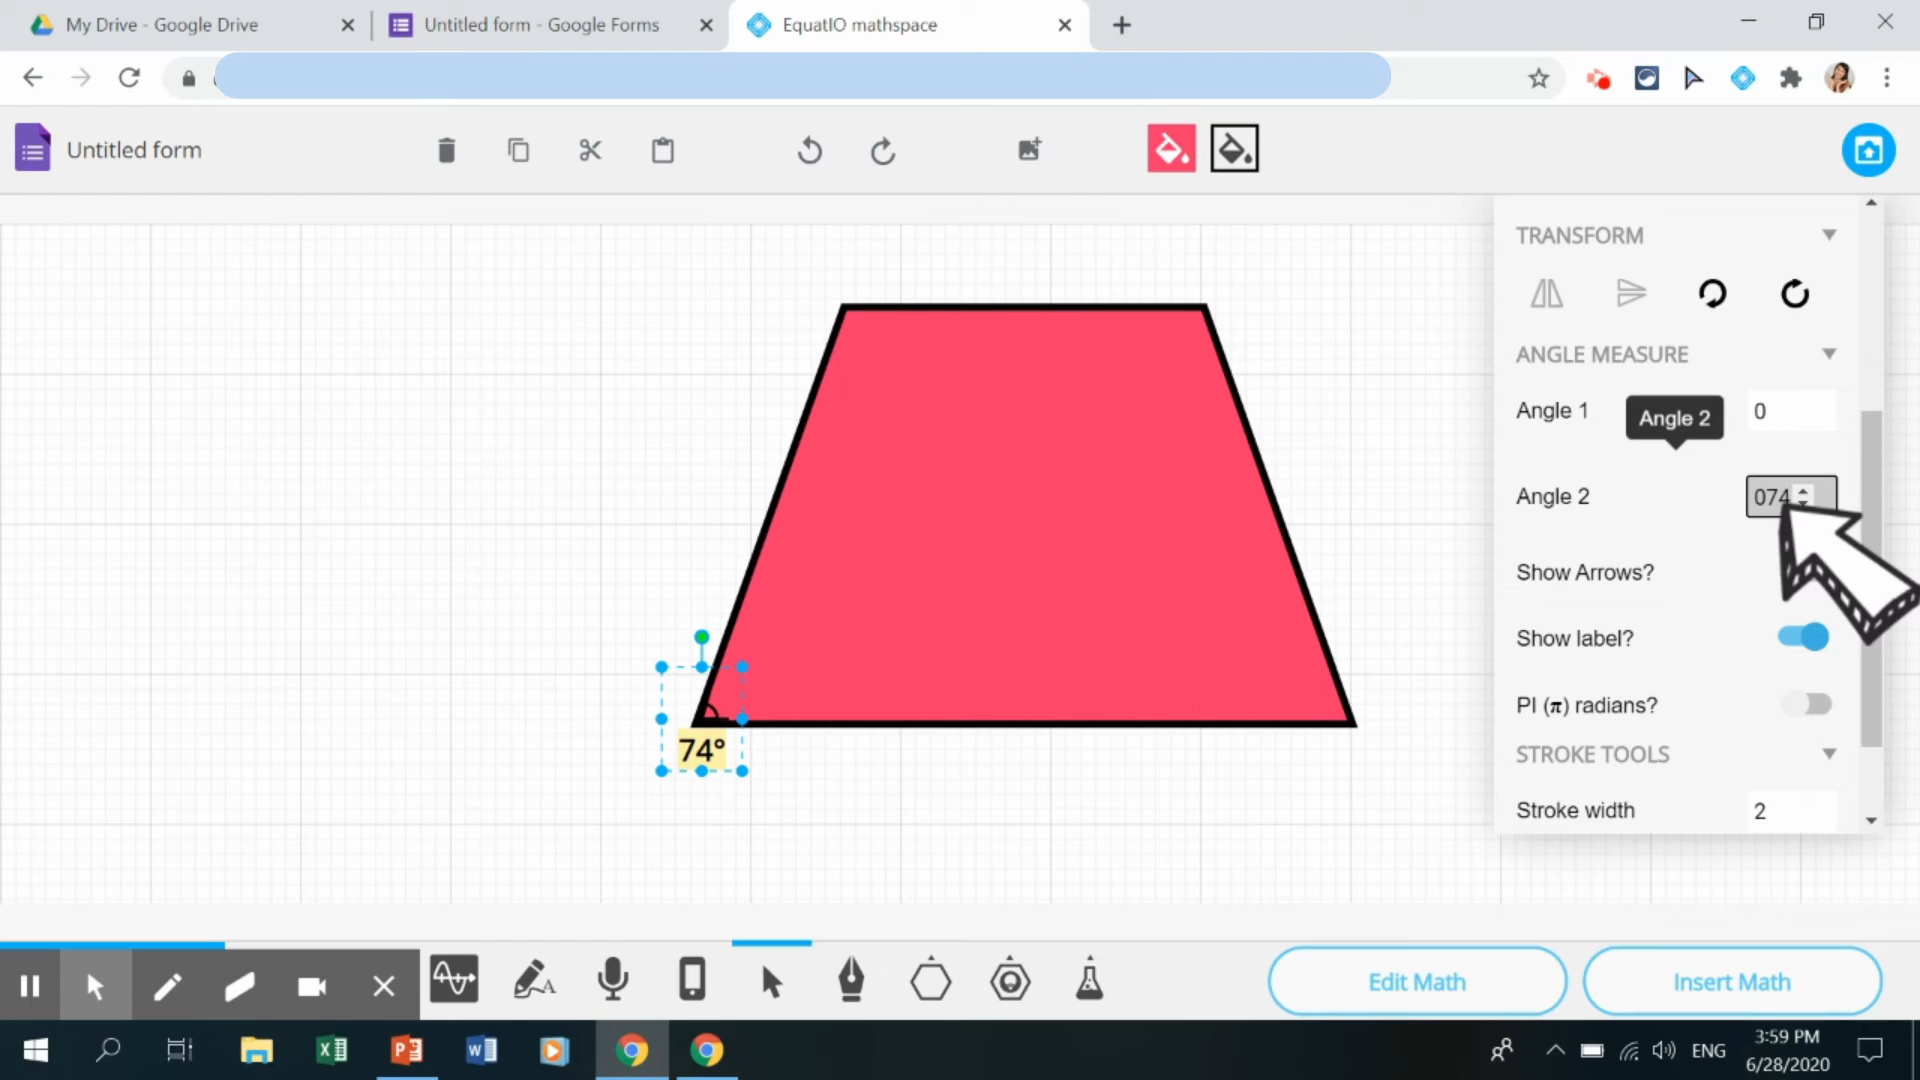 My Drive - Google Drive
Untitled form - Google Forms
EquatIO mathspace
Untitled form
TRANSFORM
ANGLE MEASURE
Angle 1
Angle 2
0
Angle 2
074
Show Arrows?
Show label?
PI (π) radians?
STROKE TOOLS
Stroke width
2
74°
Edit Math
Insert Math
ENG
3:59 PM
6/28/2020